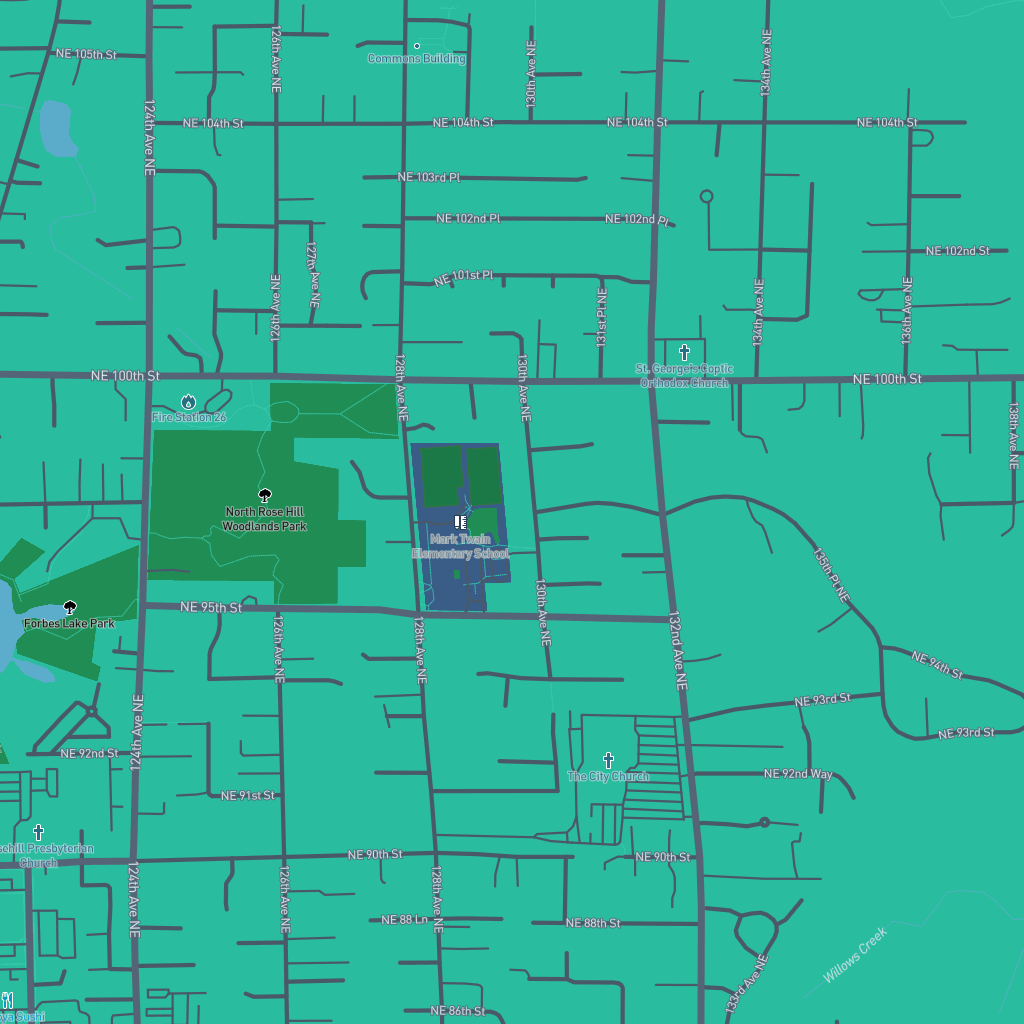 NE 105th St
126th Ave NE
Commons Building
130th Ave NE
134th Ave NE
124th Ave NE
NE 104th St
NE 104th St
NE 104th St
NE 104th St
NE 103rd Pl
NE 102nd Pl
NE 102nd Pl
127th Ave NE
NE 102nd St
NE 101st Pl
126th Ave NE
131st Pl NE
134th Ave NE
136th Ave NE
NE 100th St
128th Ave NE
130th Ave NE
St. George's Coptic
Orthodox Church
NE 100th St
Fire Station 26
138th Ave NE
North Rose Hill
Woodlands Park
Mark Twain
Elementary School
135th Pl NE
Forbes Lake Park
NE 95th St
126th Ave NE
128th Ave NE
130th Ave NE
132nd Ave NE
NE 94th St
124th Ave NE
NE 93rd St
NE 93rd St
NE 92nd St
The City Church
NE 92nd Way
NE 91st St
sehill Presbyterian
Church
NE 90th St
NE 90th St
124th Ave NE
126th Ave NE
128th Ave NE
NE 88 Ln
NE 88th St
Willows Creek
133rd Ave NE
ya Sushi
NE 86th St